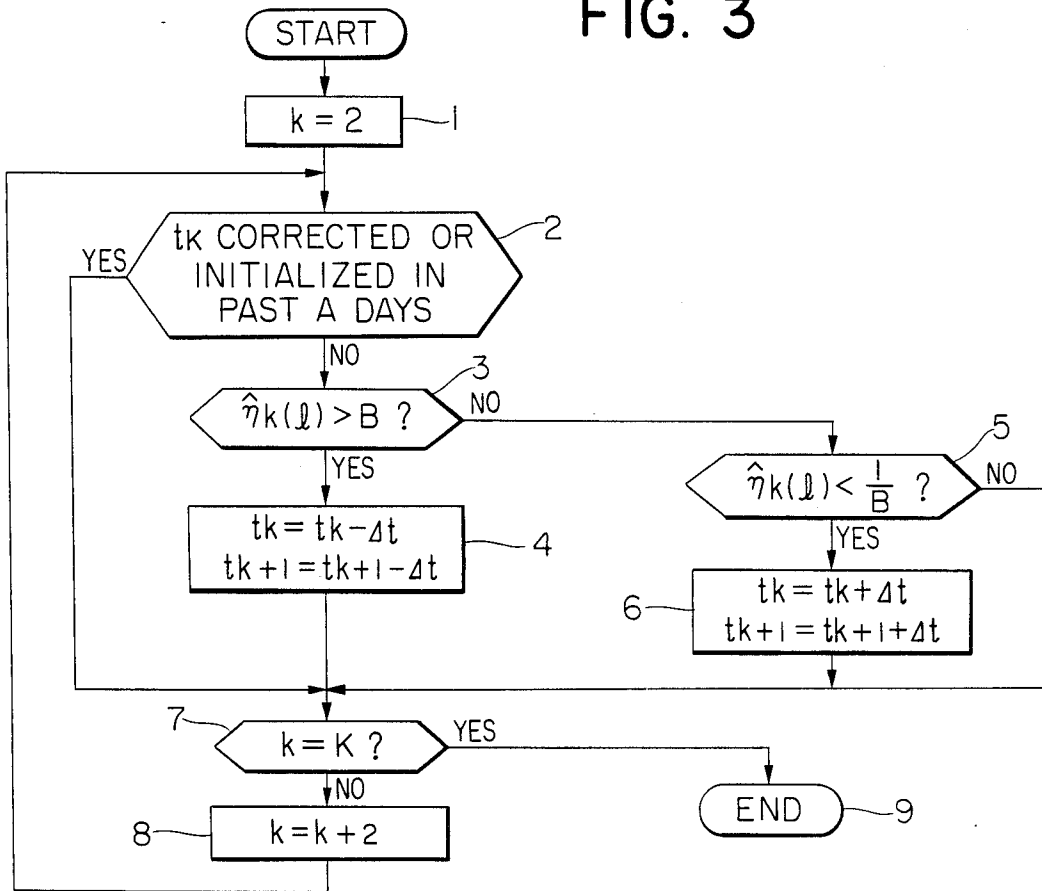 FIG. 3
START
k = 2
1
tK CORRECTED OR
INITIALIZED IN
PAST A DAYS
2
YES
NO
η̂k(ℓ) > B ?
3
NO
YES
η̂k(ℓ) < 1/B ?
5
NO
YES
tk = tk - Δt
tk+1 = tk+1 - Δt
4
tk = tk + Δt
tk+1 = tk+1 + Δt
6
k = K ?
7
YES
NO
k = k + 2
8
END
9